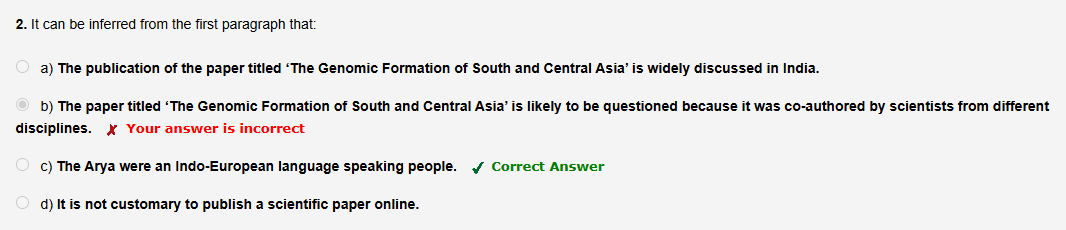 2. It can be inferred from the first paragraph that:
a) The publication of the paper titled ‘The Genomic Formation of South and Central Asia’ is widely discussed in India.
b) The paper titled ‘The Genomic Formation of South and Central Asia’ is likely to be questioned because it was co-authored by scientists from different
disciplines. ✗ Your answer is incorrect
c) The Arya were an Indo-European language speaking people. ✓ Correct Answer
d) It is not customary to publish a scientific paper online.